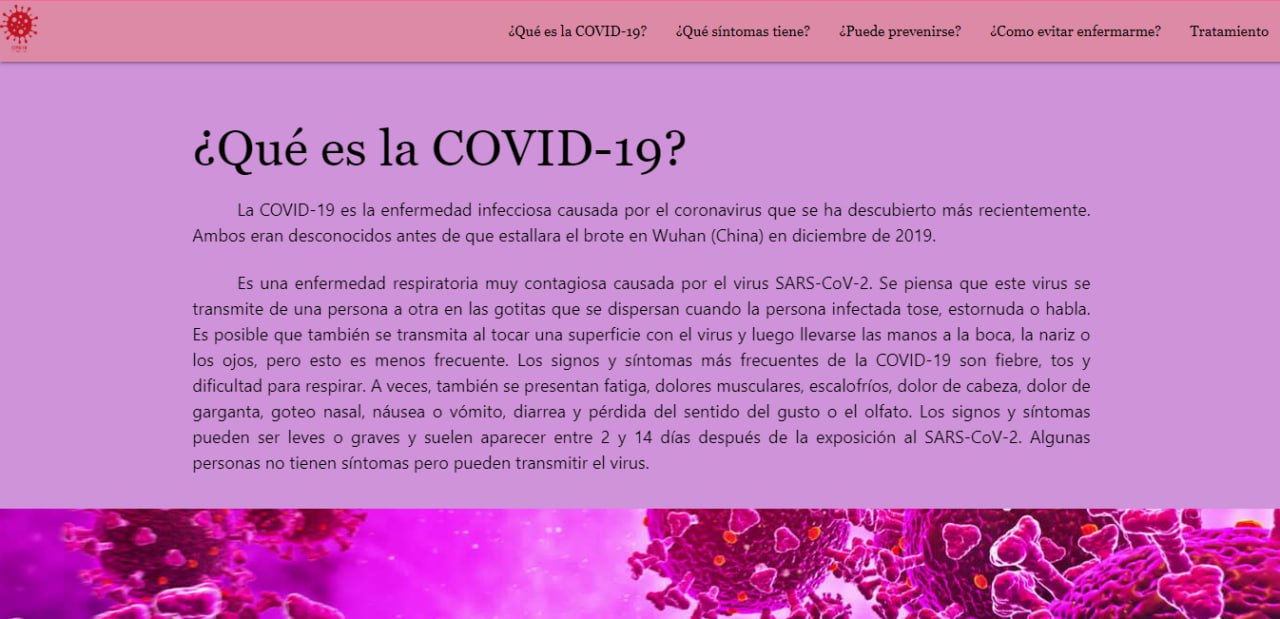 ¿Qué es la COVID-19? ¿Qué síntomas tiene? ¿Puede prevenirse? ¿Como evitar enfermarme? Tratamiento
¿Qué es la COVID-19?
La COVID-19 es la enfermedad infecciosa causada por el coronavirus que se ha descubierto más recientemente.
Ambos eran desconocidos antes de que estallara el brote en Wuhan (China) en diciembre de 2019.
Es una enfermedad respiratoria muy contagiosa causada por el virus SARS-CoV-2. Se piensa que este virus se
transmite de una persona a otra en las gotitas que se dispersan cuando la persona infectada tose, estornuda o habla.
Es posible que también se transmita al tocar una superficie con el virus y luego llevarse las manos a la boca, la nariz o
los ojos, pero esto es menos frecuente. Los signos y síntomas más frecuentes de la COVID-19 son fiebre, tos y
dificultad para respirar. A veces, también se presentan fatiga, dolores musculares, escalofríos, dolor de cabeza, dolor de
garganta, goteo nasal, náusea o vómito, diarrea y pérdida del sentido del gusto o el olfato. Los signos y síntomas
pueden ser leves o graves y suelen aparecer entre 2 y 14 días después de la exposición al SARS-CoV-2. Algunas
personas no tienen síntomas pero pueden transmitir el virus.